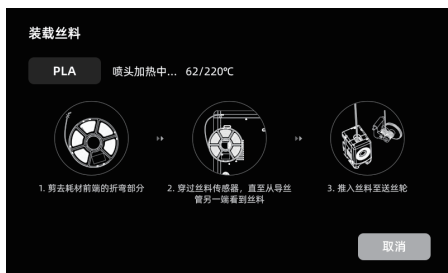 装载丝料
PLA 喷头加热中... 62/220℃
1. 剪去耗材前端的折弯部分
2. 穿过丝料传感器，直至从导丝
管另一端看到丝料
3. 推入丝料至送丝轮
取消